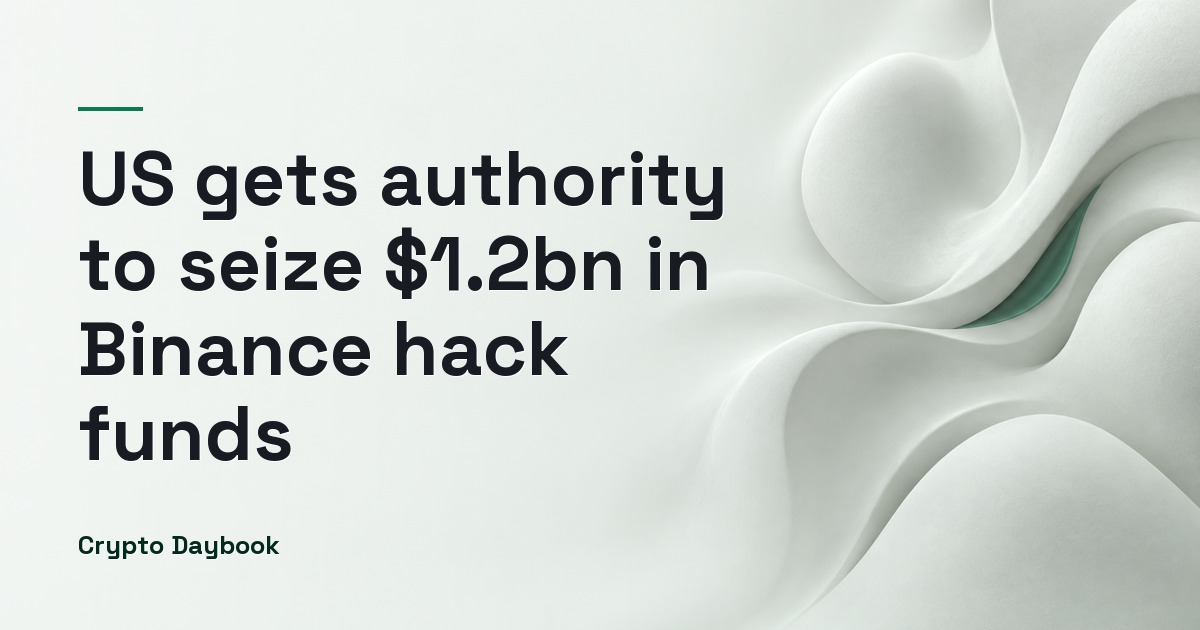 US gets authority
to seize $1.2bn in
Binance hack
funds
Crypto Daybook